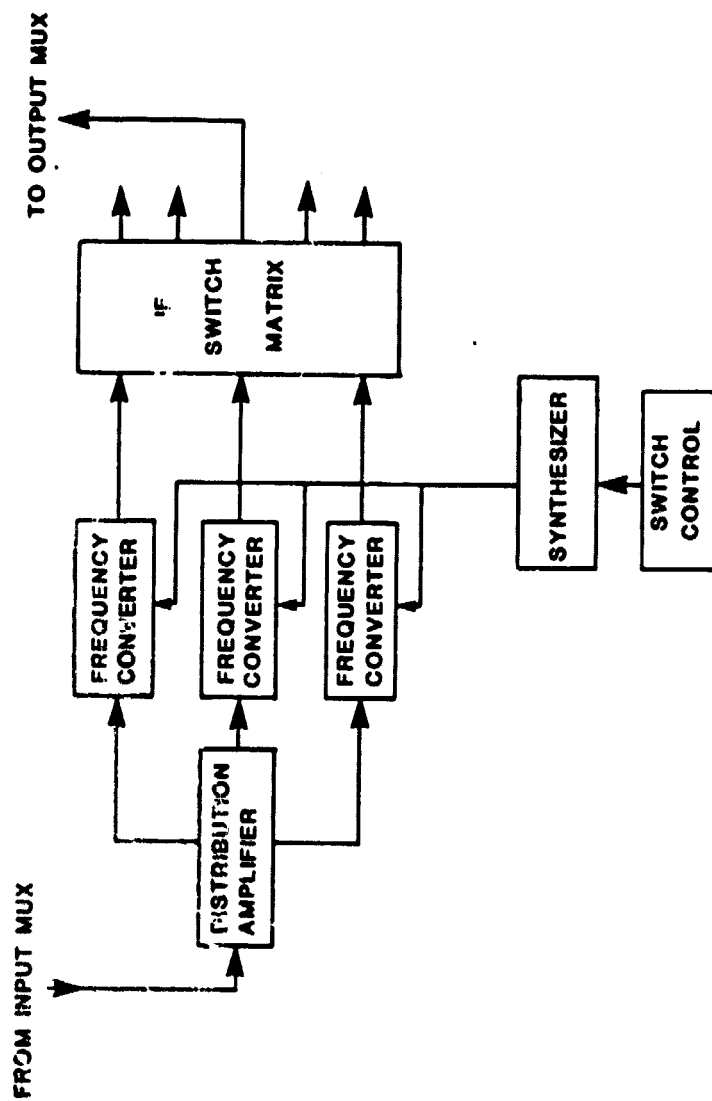 FROM INPUT MUX
DISTRIBUTION
AMPLIFIER
FREQUENCY
CONVERTER
FREQUENCY
CONVERTER
FREQUENCY
CONVERTER
IF
SWITCH
MATRIX
TO OUTPUT MUX
SYNTHESIZER
SWITCH
CONTROL